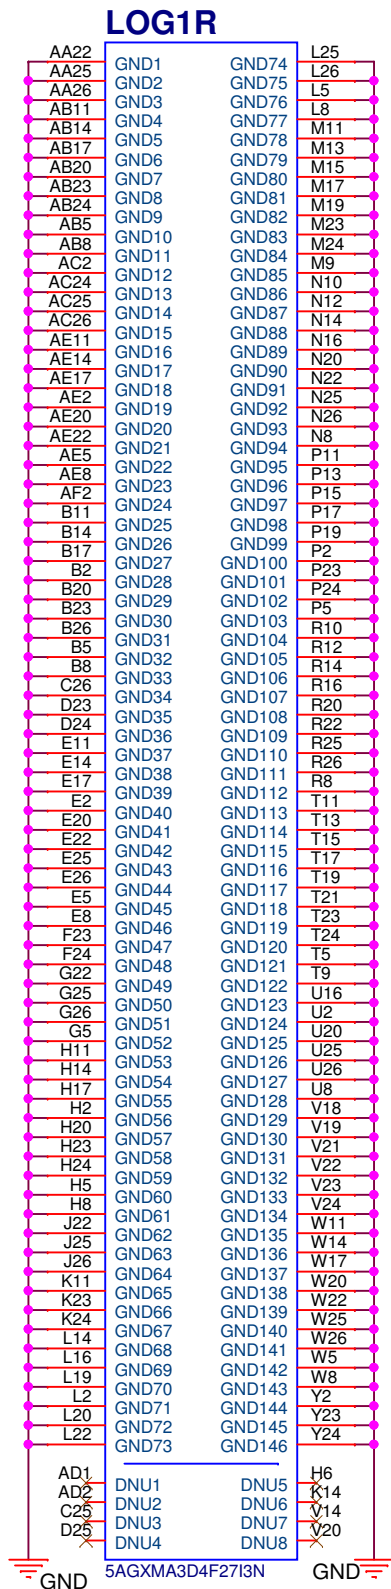 LOG1R
AA22 GND1 GND74 L25
AA25 GND2 GND75 L26
AA26 GND3 GND76 L5
AB11 GND4 GND77 L8
AB14 GND5 GND78 M11
AB17 GND6 GND79 M13
AB20 GND7 GND80 M15
AB23 GND8 GND81 M17
AB24 GND9 GND82 M19
AB5 GND10 GND83 M23
AB8 GND11 GND84 M24
AC2 GND12 GND85 M9
AC24 GND13 GND86 N10
AC25 GND14 GND87 N12
AC26 GND15 GND88 N14
AE11 GND16 GND89 N16
AE14 GND17 GND90 N20
AE17 GND18 GND91 N22
AE2 GND19 GND92 N25
AE20 GND20 GND93 N26
AE22 GND21 GND94 N8
AE5 GND22 GND95 P11
AE8 GND23 GND96 P13
AF2 GND24 GND97 P15
B11 GND25 GND98 P17
B14 GND26 GND99 P19
B17 GND27 GND100 P2
B2 GND28 GND101 P23
B20 GND29 GND102 P24
B23 GND30 GND103 P5
B26 GND31 GND104 R10
B5 GND32 GND105 R12
B8 GND33 GND106 R14
C26 GND34 GND107 R16
D23 GND35 GND108 R20
D24 GND36 GND109 R22
E11 GND37 GND110 R25
E14 GND38 GND111 R26
E17 GND39 GND112 R8
E2 GND40 GND113 T11
E20 GND41 GND114 T13
E22 GND42 GND115 T15
E25 GND43 GND116 T17
E26 GND44 GND117 T19
E5 GND45 GND118 T21
E8 GND46 GND119 T23
F23 GND47 GND120 T24
F24 GND48 GND121 T5
G22 GND49 GND122 T9
G25 GND50 GND123 U16
G26 GND51 GND124 U2
G5 GND52 GND125 U20
H11 GND53 GND126 U25
H14 GND54 GND127 U26
H17 GND55 GND128 U8
H2 GND56 GND129 V18
H20 GND57 GND130 V19
H23 GND58 GND131 V21
H24 GND59 GND132 V22
H5 GND60 GND133 V23
H8 GND61 GND134 V24
J22 GND62 GND135 W11
J25 GND63 GND136 W14
J26 GND64 GND137 W17
K11 GND65 GND138 W20
K23 GND66 GND139 W22
K24 GND67 GND140 W25
L14 GND68 GND141 W26
L16 GND69 GND142 W5
L19 GND70 GND143 W8
L2 GND71 GND144 Y2
L20 GND72 GND145 Y23
L22 GND73 GND146 Y24
AD1 DNU1 DNU5 H6
AD2 DNU2 DNU6 K14
C25 DNU3 DNU7 V14
D25 DNU4 DNU8 V20
5AGXMA3D4F27I3N
GND GND